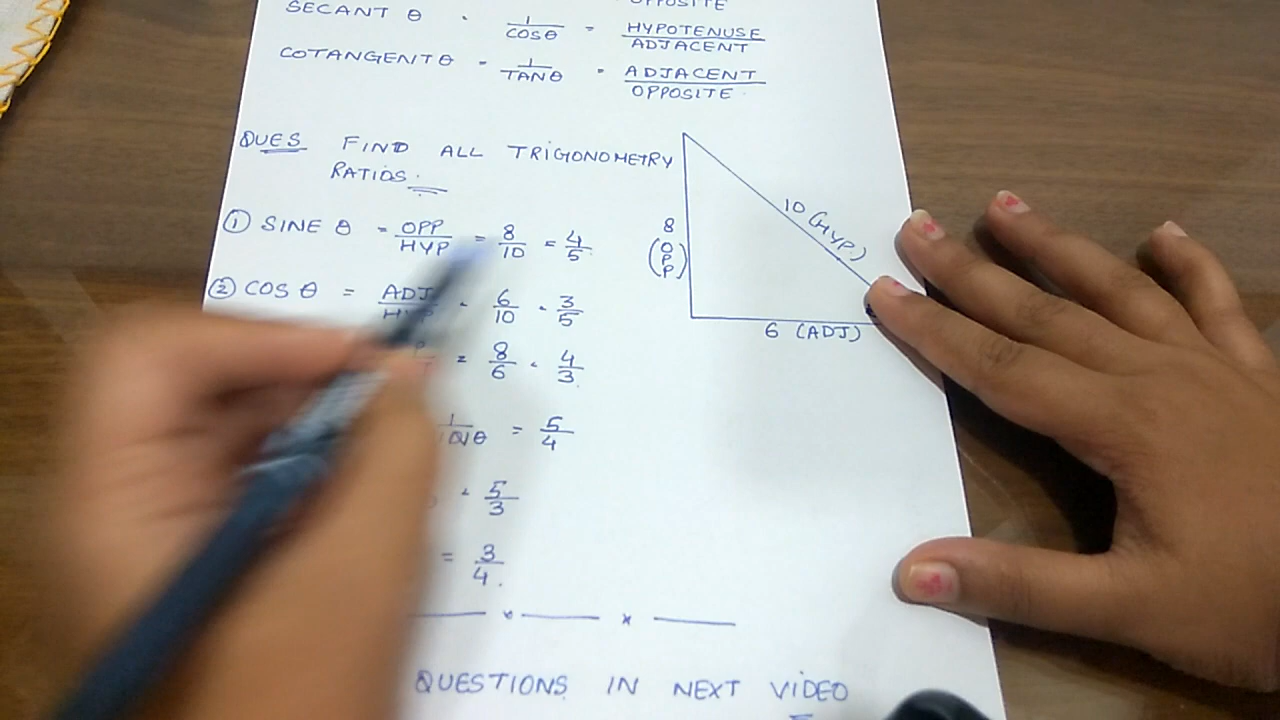 OPPOSITE
SECANT θ = 1/COSθ = HYPOTENUSE/ADJACENT
COTANGENT θ = 1/TANθ = ADJACENT/OPPOSITE
QUES FIND ALL TRIGONOMETRY
RATIOS.
① SINE θ = OPP/HYP = 8/10 = 4/5
② COS θ = ADJ/HYP = 6/10 = 3/5
= 8/6 = 4/3
= 5/4
= 5/3
= 3/4.
8 (OPP)
10 (HYP)
6 (ADJ)
QUESTIONS IN NEXT VIDEO